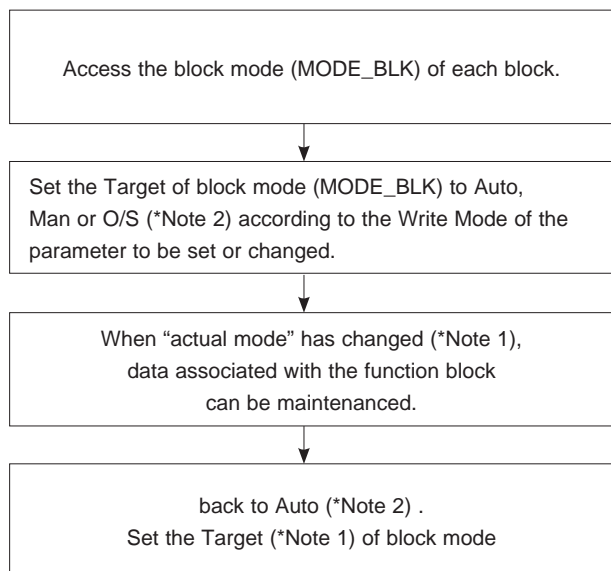 Access the block mode (MODE_BLK) of each block.
Set the Target of block mode (MODE_BLK) to Auto,
Man or O/S (*Note 2) according to the Write Mode of the
parameter to be set or changed.
When “actual mode” has changed (*Note 1),
data associated with the function block
can be maintenanced.
back to Auto (*Note 2) .
Set the Target (*Note 1) of block mode